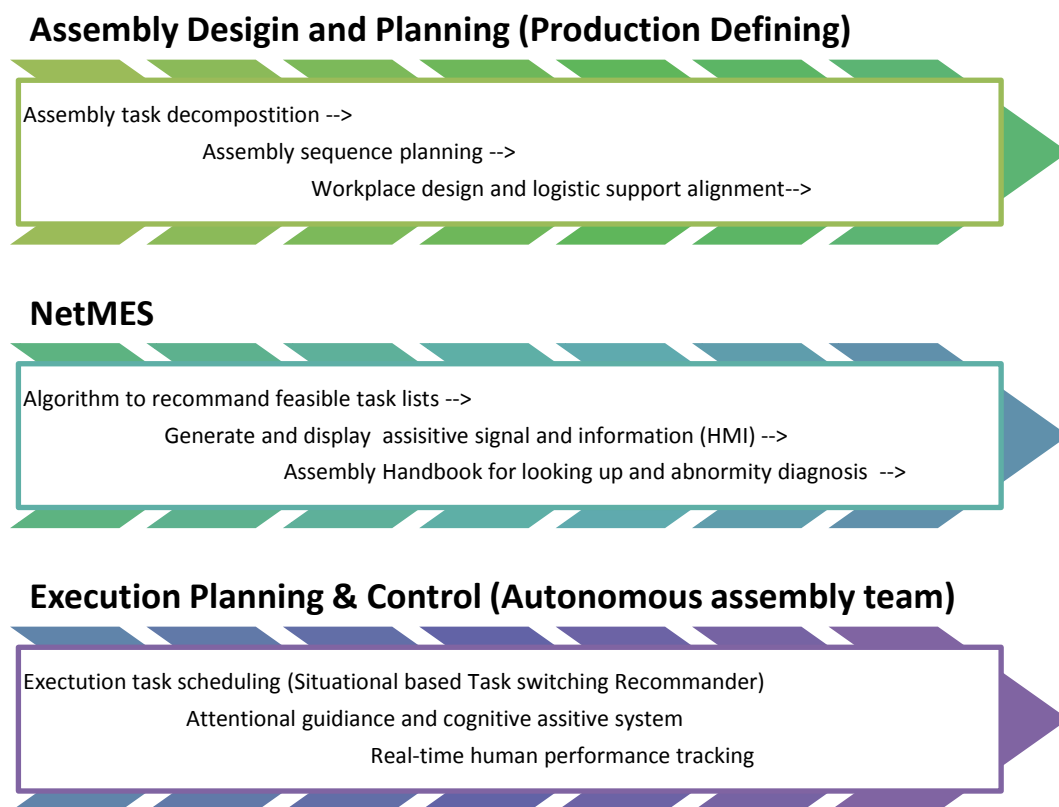 Assembly Desigin and Planning (Production Defining)
Assembly task decompostition -->
Assembly sequence planning -->
Workplace design and logistic support alignment-->
NetMES
Algorithm to recommand feasible task lists -->
Generate and display  assisitive signal and information (HMI) -->
Assembly Handbook for looking up and abnormity diagnosis  -->
Execution Planning & Control (Autonomous assembly team)
Exectution task scheduling (Situational based Task switching Recommander)
Attentional guidiance and cognitive assitive system
Real-time human performance tracking